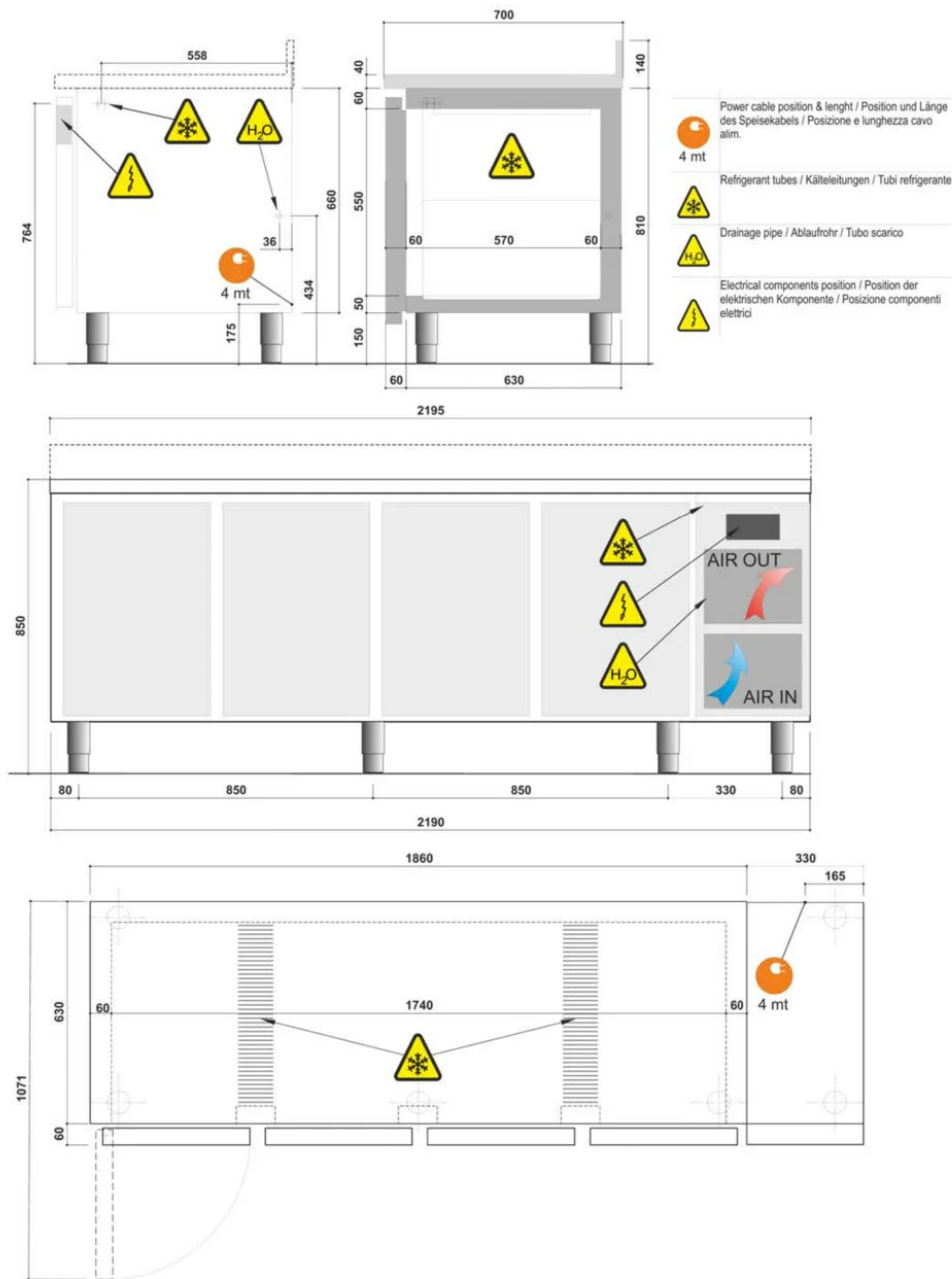 558
764
660
36
4 mt
434
175
700
140
40
60
550
60 570 60
810
50
150
60 630
Power cable position & lenght / Position und Länge
des Speisekabels / Posizione e lunghezza cavo
alim.
4 mt
Refrigerant tubes / Kälteleitungen / Tubi refrigerante
Drainage pipe / Ablaufrohr / Tubo scarico
H₂O
Electrical components position / Position der
elektrischen Komponente / Posizione componenti
elettrici
H₂O
2195
850
AIR OUT
H₂O
AIR IN
80 850 850 330 80
2190
1860 330
165
4 mt
630
60 1740 60
1071
60